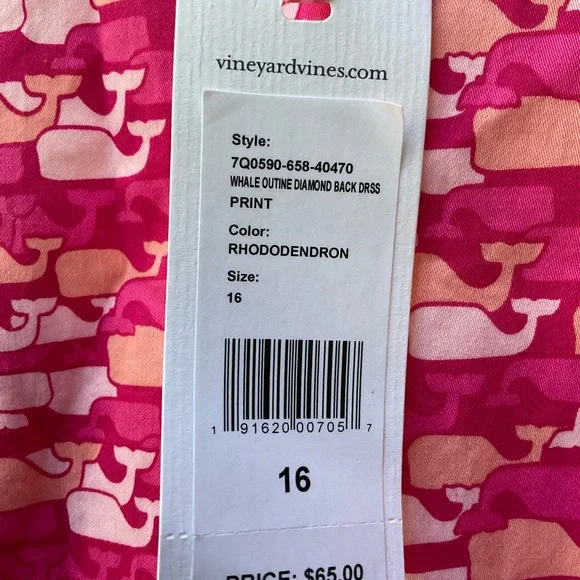 vineyardvines.com
Style:
7Q0590-658-40470
WHALE OUTINE DIAMOND BACK DRSS
PRINT
Color:
RHODODENDRON
Size:
16
1 91620 00705 7
16
PRICE: $65.00